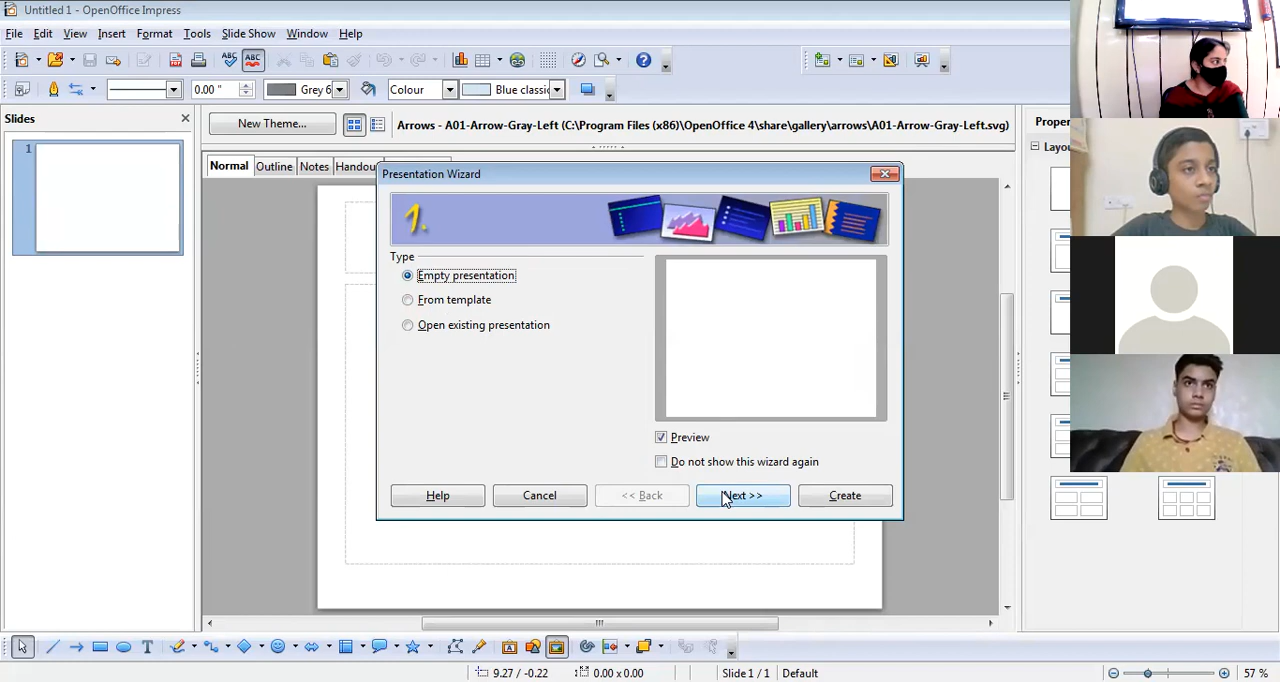 Untitled 1 - OpenOffice Impress
File Edit View Insert Format Tools Slide Show Window Help
ABC ABC
0.00 " Grey 6 Colour Blue classic
Slides
New Theme...
Arrows - A01-Arrow-Gray-Left (C:\Program Files (x86)\OpenOffice 4\share\gallery\arrows\A01-Arrow-Gray-Left.svg)
Normal Outline Notes Handou
1
Presentation Wizard
1.
Type
Empty presentation
From template
Open existing presentation
Preview
Do not show this wizard again
Help Cancel << Back Next >> Create
9.27 / -0.22 0.00 x 0.00 Slide 1 / 1 Default 57 %